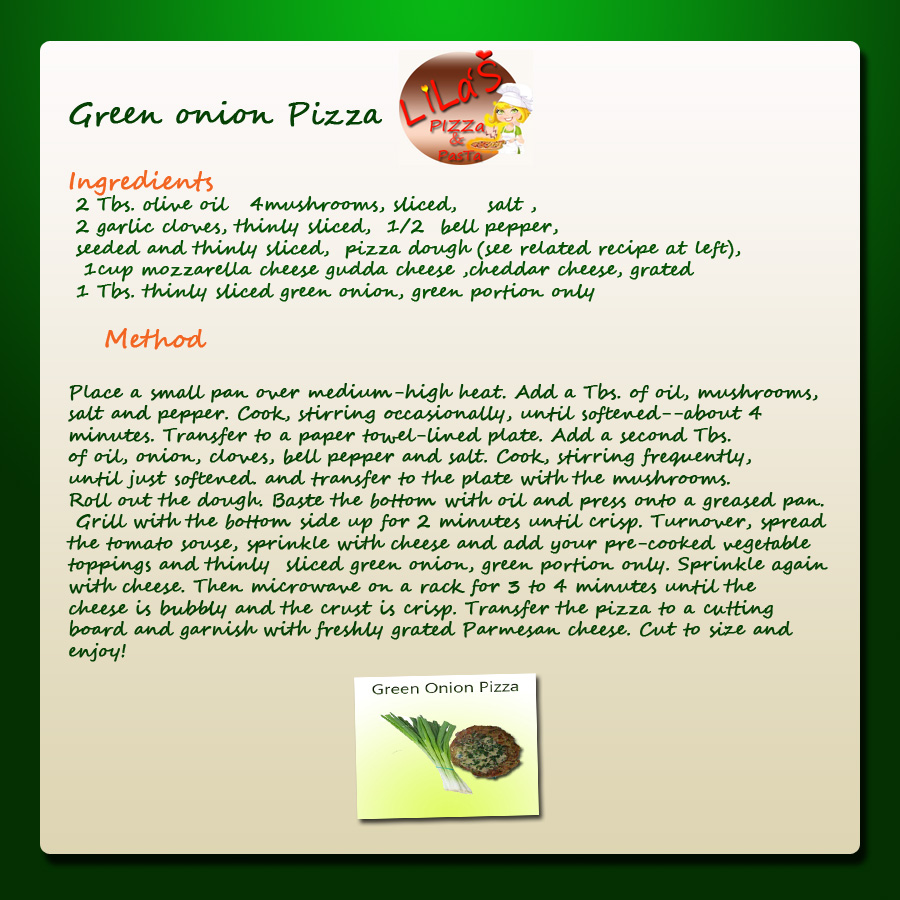 Green onion Pizza
LiLa'Š
PIZZa
&
PasTa
Ingredients
2 Tbs. olive oil 4mushrooms, sliced, salt ,
2 garlic cloves, thinly sliced, 1/2 bell pepper,
seeded and thinly sliced, pizza dough (see related recipe at left),
1cup mozzarella cheese gudda cheese ,cheddar cheese, grated
1 Tbs. thinly sliced green onion, green portion only
Method
Place a small pan over medium-high heat. Add a Tbs. of oil, mushrooms,
salt and pepper. Cook, stirring occasionally, until softened--about 4
minutes. Transfer to a paper towel-lined plate. Add a second Tbs.
of oil, onion, cloves, bell pepper and salt. Cook, stirring frequently,
until just softened. and transfer to the plate with the mushrooms.
Roll out the dough. Baste the bottom with oil and press onto a greased pan.
Grill with the bottom side up for 2 minutes until crisp. Turnover, spread
the tomato souse, sprinkle with cheese and add your pre-cooked vegetable
toppings and thinly sliced green onion, green portion only. Sprinkle again
with cheese. Then microwave on a rack for 3 to 4 minutes until the
cheese is bubbly and the crust is crisp. Transfer the pizza to a cutting
board and garnish with freshly grated Parmesan cheese. Cut to size and
enjoy!
Green Onion Pizza